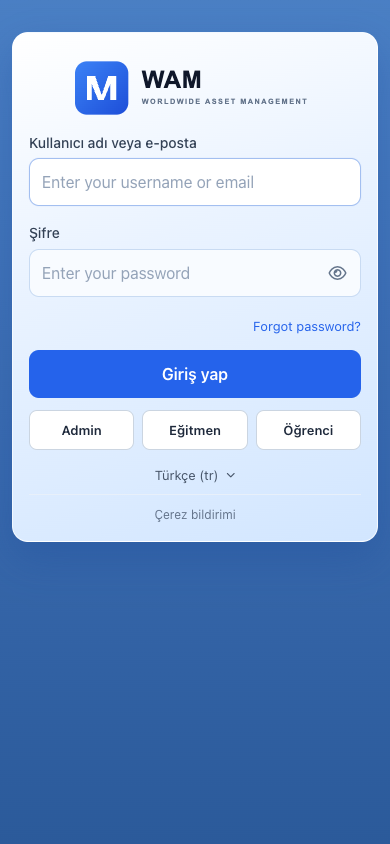 M
WAM
WORLDWIDE ASSET MANAGEMENT
Kullanıcı adı veya e-posta
Enter your username or email
Şifre
Enter your password
Forgot password?
Giriş yap
Admin
Eğitmen
Öğrenci
Türkçe ‎(tr)‎
Çerez bildirimi